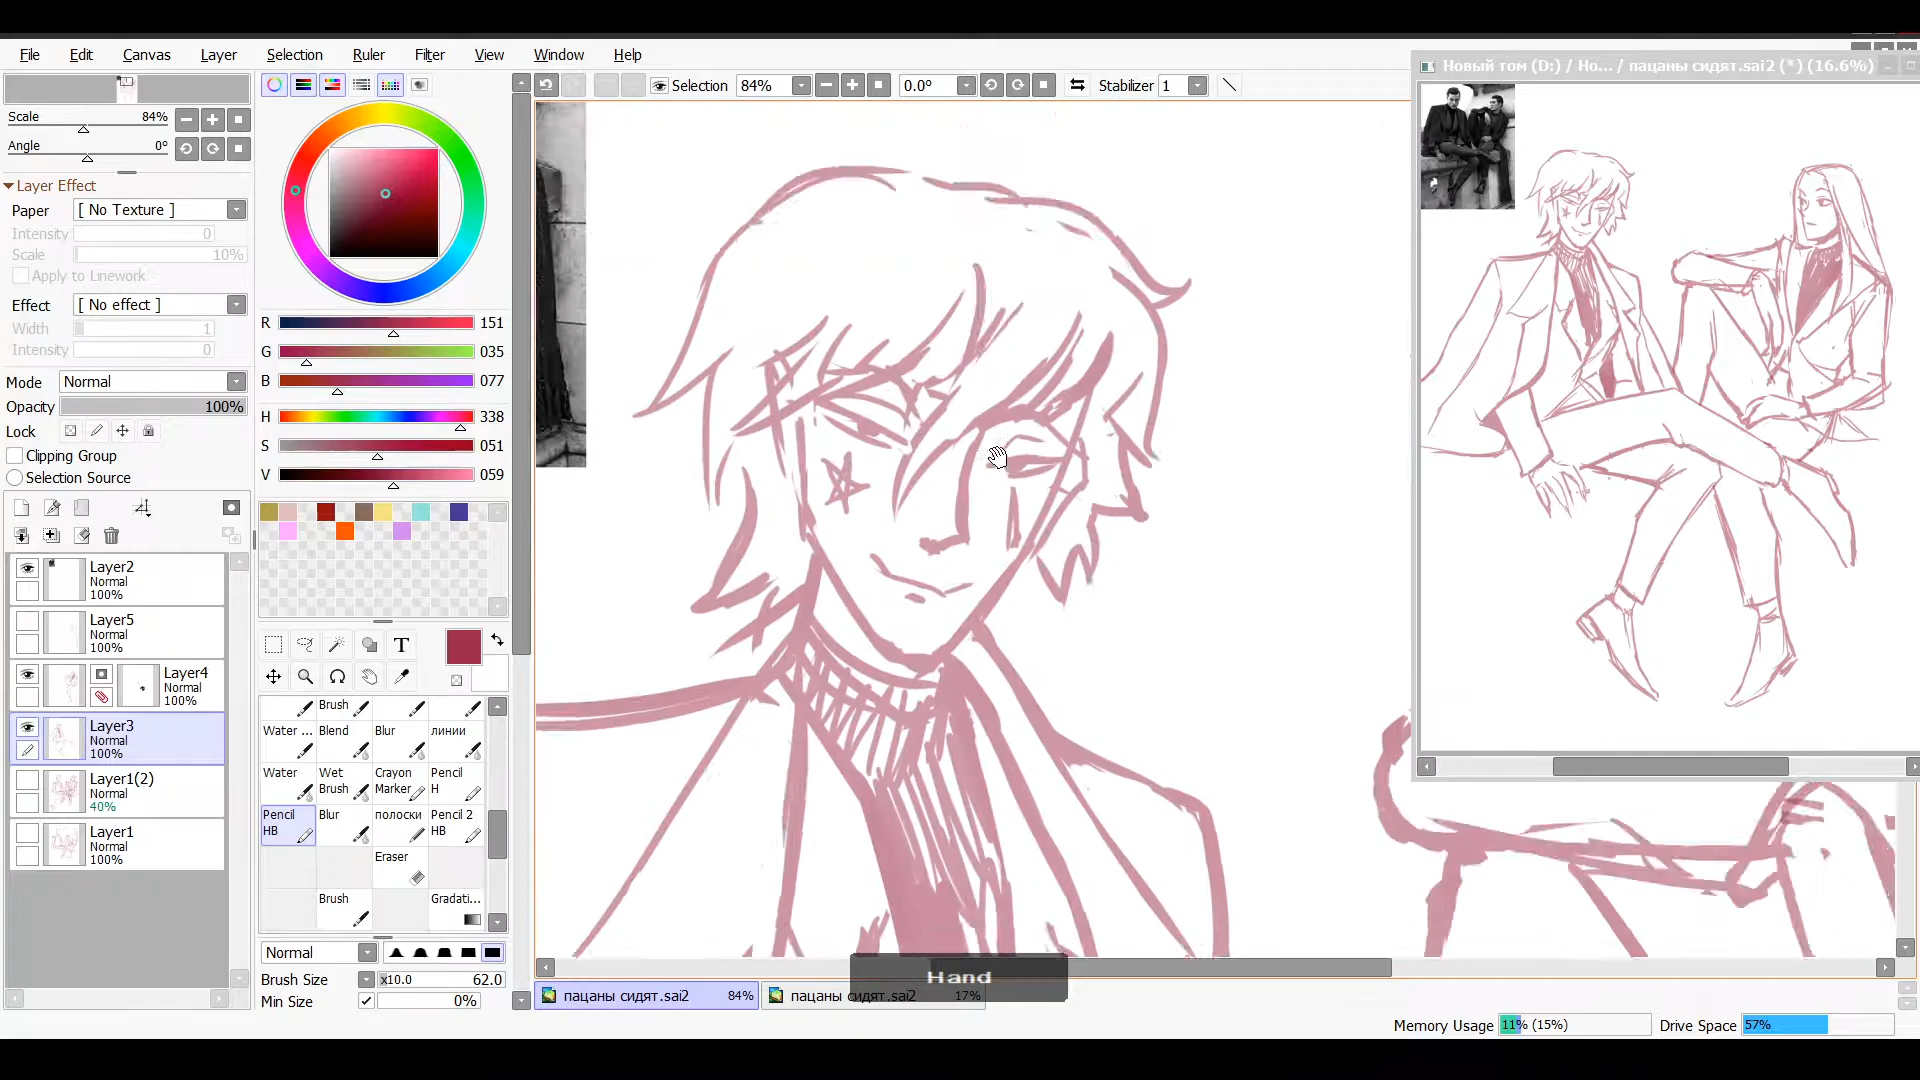 File Edit Canvas Layer Selection Ruler Filter View Window Help
Новый том (D:) / Но... / пацаны сидят.sai2 (*) (16.6%)
Selection 84% 0.0° Stabilizer 1
Scale 84%
Angle 0°
Layer Effect
Paper [ No Texture ]
Intensity 0
Scale 10%
Apply to Linework
Effect [ No effect ]
Width 1
Intensity 0
Mode Normal
Opacity 100%
Lock
Clipping Group
Selection Source
Layer2
Normal
100%
Layer5
Normal
100%
Layer4
Normal
100%
Layer3
Normal
100%
Layer1(2)
Normal
40%
Layer1
Normal
100%
R 151
G 035
B 077
H 338
S 051
V 059
T
Brush
Water ... Blend Blur линии
Water Wet Brush Crayon Marker Pencil H
Pencil HB Blur полоски Pencil 2 HB
Eraser
Brush Gradati...
Normal
Brush Size x10.0 62.0
Min Size 0%
Hand
пацаны сидят.sai2 84% пацаны сидят.sai2 17%
Memory Usage 11% (15%) Drive Space 57%